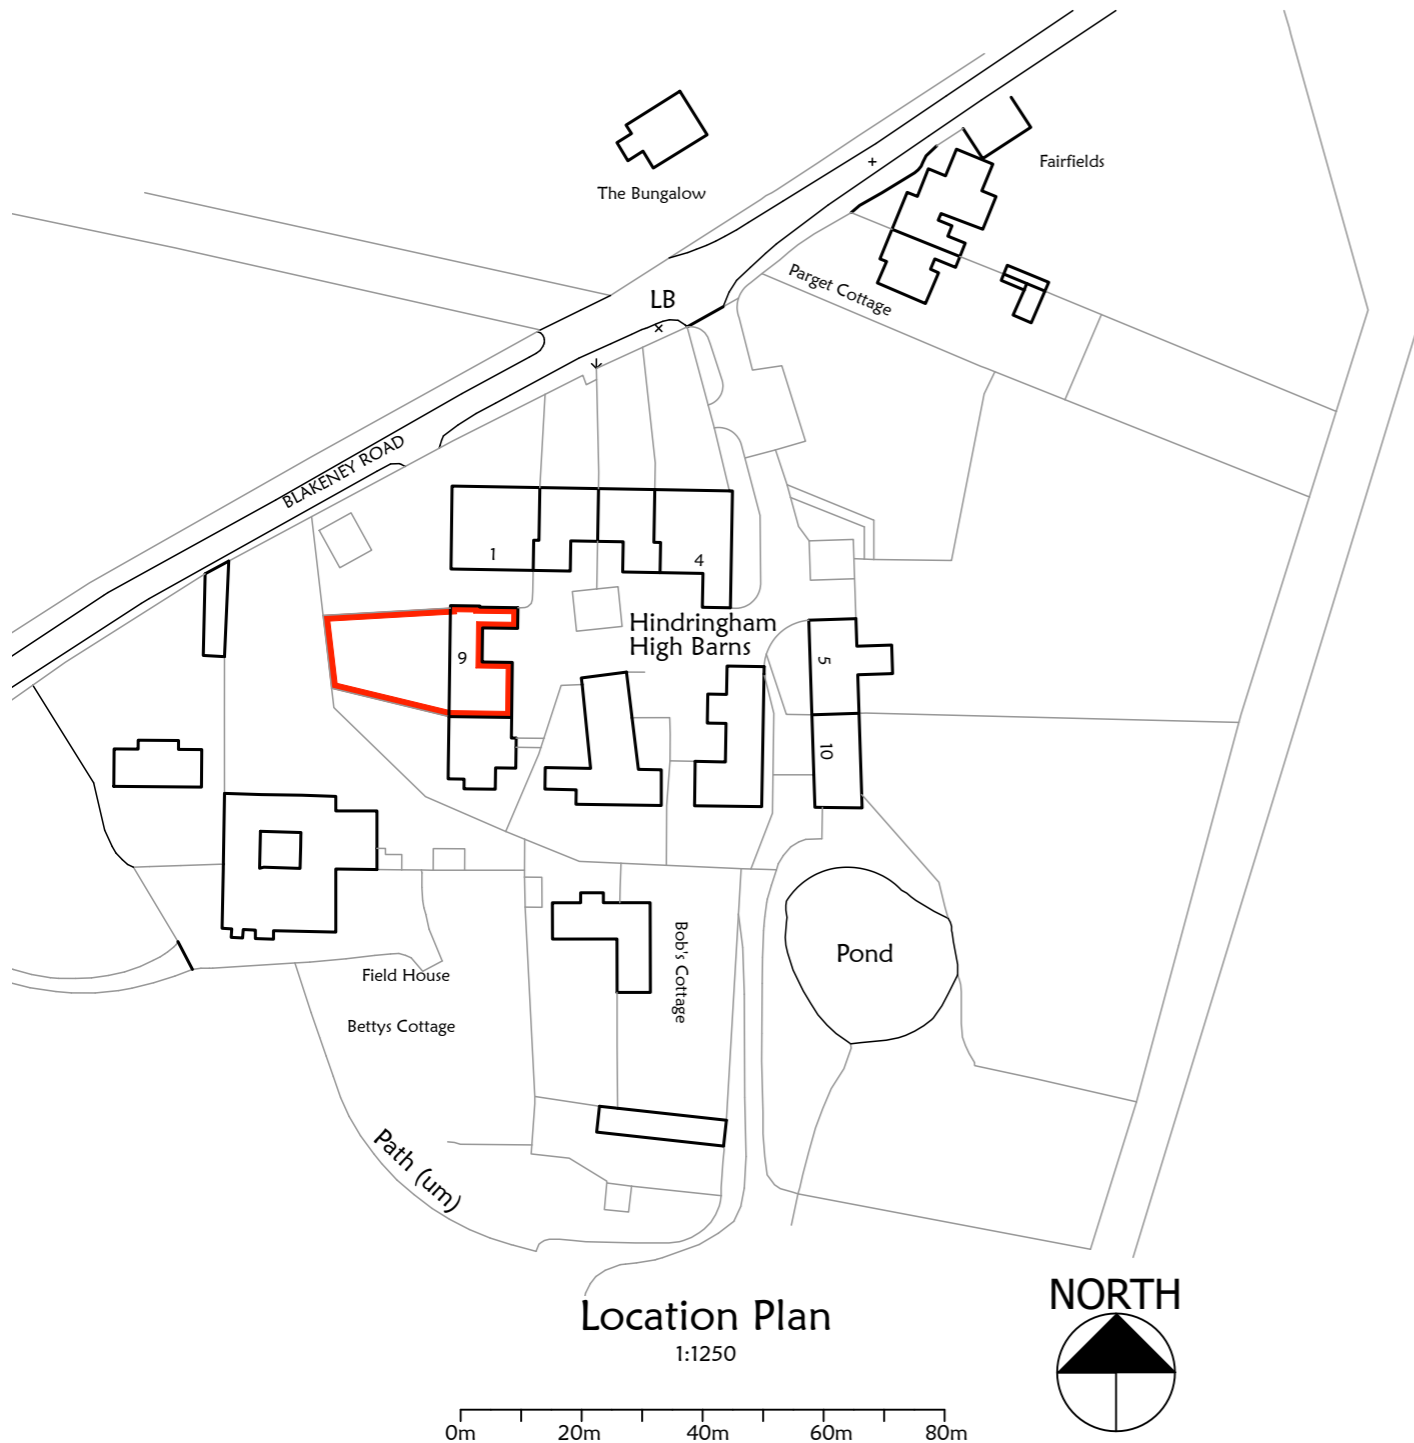 Fairfields
The Bungalow
Parget Cottage
LB
BLAKENEY ROAD
1
4
Hindringham
High Barns
9
5
10
Bob's Cottage
Pond
Field House
Bettys Cottage
Path (um)
NORTH
Location Plan
1:1250
0m 20m 40m 60m 80m